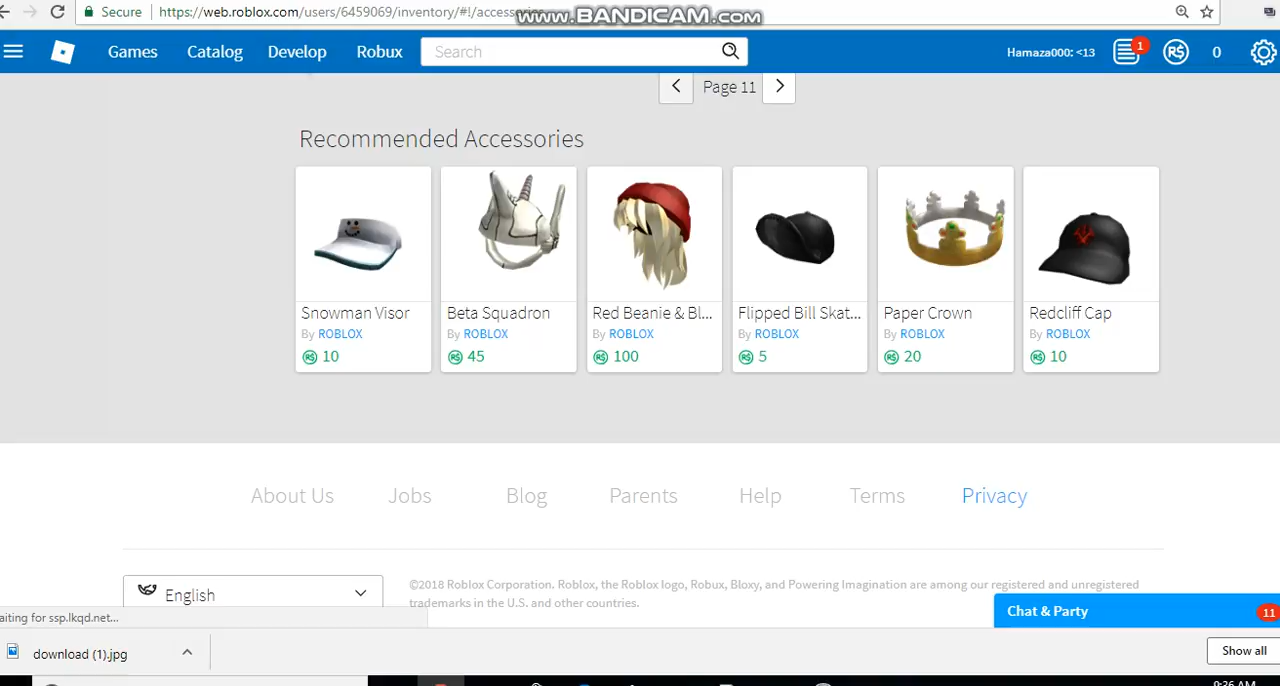 Secure
https://web.roblox.com/users/6459069/inventory/#!/accessories
www.BANDICAM.com
Games Catalog Develop Robux Search Hamaza000: <13 1 R$ 0
Page 11
Recommended Accessories
Snowman Visor
By ROBLOX
R$ 10
Beta Squadron
By ROBLOX
R$ 45
Red Beanie & Bl...
By ROBLOX
R$ 100
Flipped Bill Skat...
By ROBLOX
R$ 5
Paper Crown
By ROBLOX
R$ 20
Redcliff Cap
By ROBLOX
R$ 10
About Us Jobs Blog Parents Help Terms Privacy
English
©2018 Roblox Corporation. Roblox, the Roblox logo, Robux, Bloxy, and Powering Imagination are among our registered and unregistered
trademarks in the U.S. and other countries.
aiting for ssp.lkqd.net...
Chat & Party 11
download (1).jpg
Show all
9:26 AM